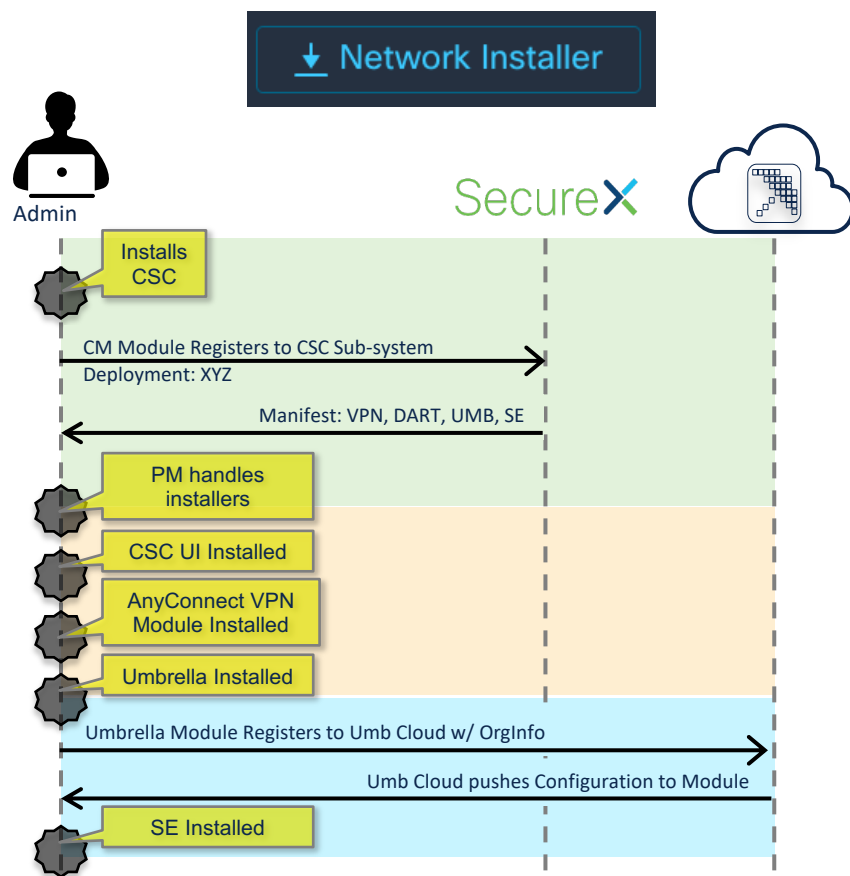 Network Installer
Admin
SecureX
Installs
CSC
CM Module Registers to CSC Sub-system
Deployment: XYZ
Manifest: VPN, DART, UMB, SE
PM handles
installers
CSC UI Installed
AnyConnect VPN
Module Installed
Umbrella Installed
Umbrella Module Registers to Umb Cloud w/ OrgInfo
Umb Cloud pushes Configuration to Module
SE Installed